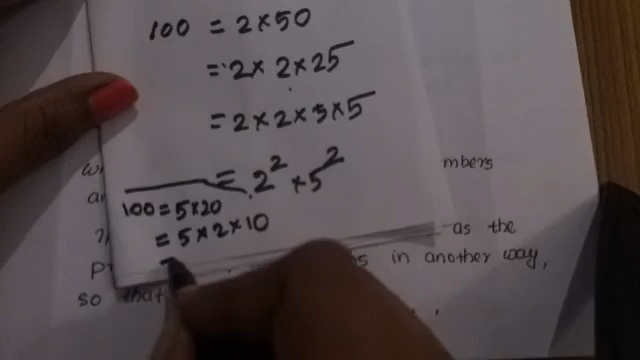 100 = 2 × 50
= 2 × 2 × 25
= 2 × 2 × 5 × 5
= 2² × 5²
100 = 5 × 20
= 5 × 2 × 10
mbers
as the
in another way,
so that